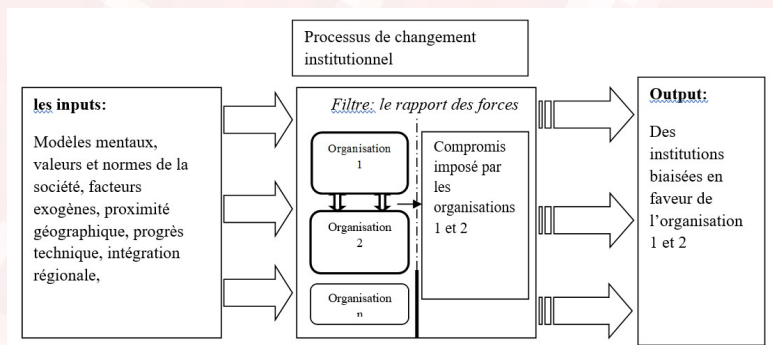 Processus de changement
institutionnel
les inputs:
Modèles mentaux,
valeurs et normes de la
société, facteurs
exogènes, proximité
géographique, progrès
technique, intégration
régionale,
Filtre: le rapport des forces
Organisation
1
Organisation
2
Organisation
n
Compromis
imposé par
les
organisations
1 et 2
Output:
Des
institutions
biaisées en
faveur de
l’organisation
1 et 2